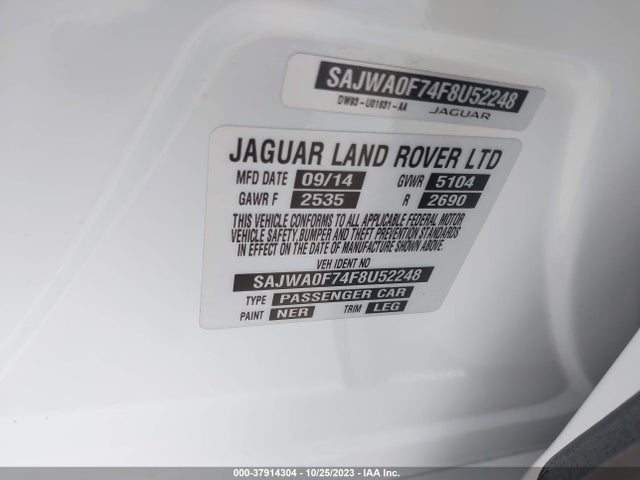 SAJWA0F74F8U52248
DW93-U01631-AA JAGUAR
JAGUAR LAND ROVER LTD
MFD DATE 09/14 GVWR 5104
GAWR F 2535 R 2690
THIS VEHICLE CONFORMS TO ALL APPLICABLE FEDERAL MOTOR
VEHICLE SAFETY, BUMPER AND THEFT PREVENTION STANDARDS
IN EFFECT ON THE DATE OF MANUFACTURE SHOWN ABOVE.
VEH IDENT NO
SAJWA0F74F8U52248
TYPE PASSENGER CAR
PAINT NER TRIM LEG
000-37914304 | 10/25/2023 | IAA Inc.